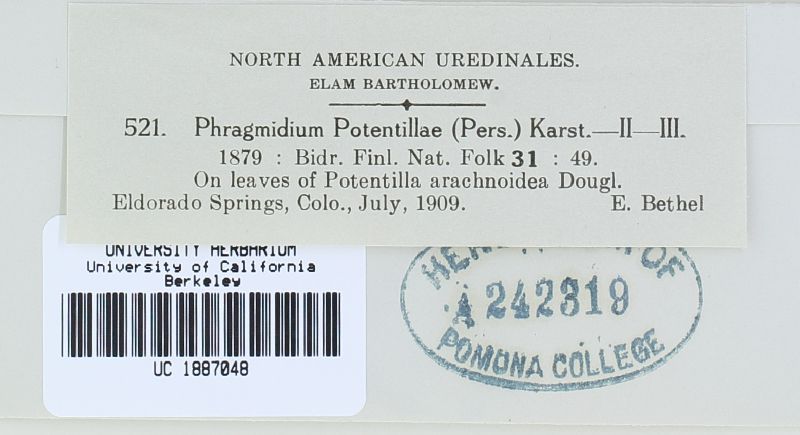 NORTH AMERICAN UREDINALES.
ELAM BARTHOLOMEW.
521. Phragmidium Potentillae (Pers.) Karst.—II—III.
1879 : Bidr. Finl. Nat. Folk 31 : 49.
On leaves of Potentilla arachnoidea Dougl.
Eldorado Springs, Colo., July, 1909. E. Bethel
UNIVERSITY HERBARIUM
University of California
Berkeley
UC 1887048
OF
A 242319
POMONA COLLEGE